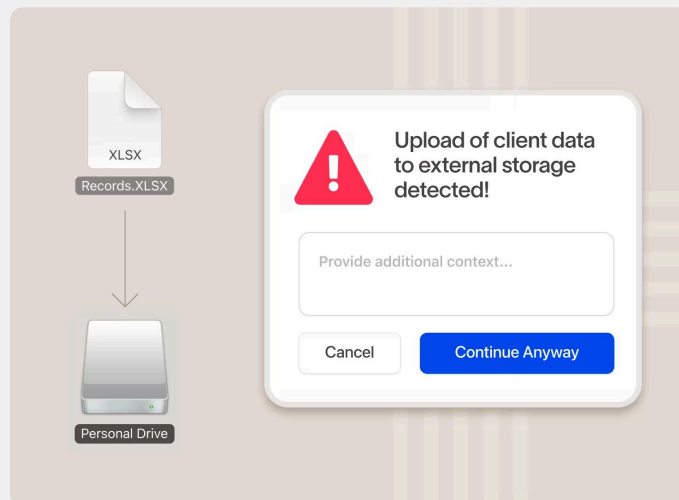 XLSX
Records.XLSX
Personal Drive
Upload of client data
to external storage
detected!
Provide additional context...
Cancel
Continue Anyway